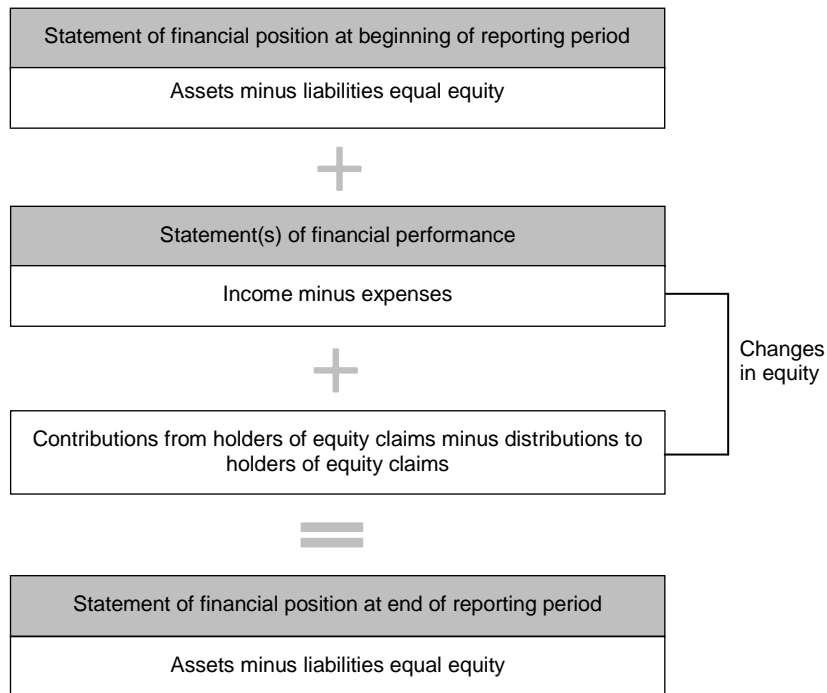 Statement of financial position at beginning of reporting period
Assets minus liabilities equal equity
+
Statement(s) of financial performance
Income minus expenses
+
Changes
in equity
Contributions from holders of equity claims minus distributions to
holders of equity claims
=
Statement of financial position at end of reporting period
Assets minus liabilities equal equity